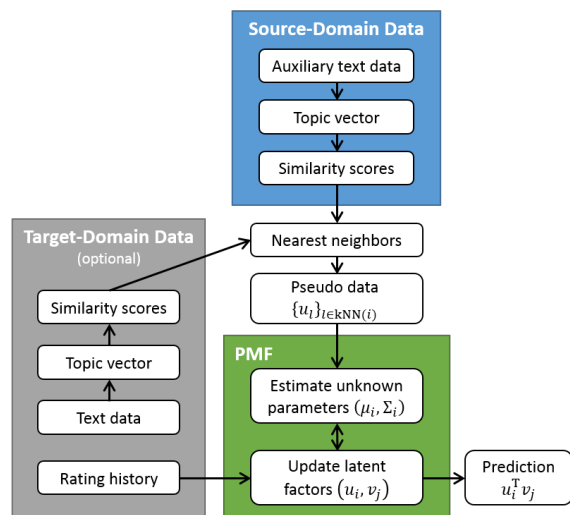 Source-Domain Data
Auxiliary text data
Topic vector
Similarity scores
Target-Domain Data
(optional)
Nearest neighbors
Similarity scores
Pseudo data
{u_l}_{l∈kNN(i)}
Topic vector
PMF
Text data
Estimate unknown
parameters (μ_i, Σ_i)
Rating history
Update latent
factors (u_i, v_j)
Prediction
u_i^T v_j